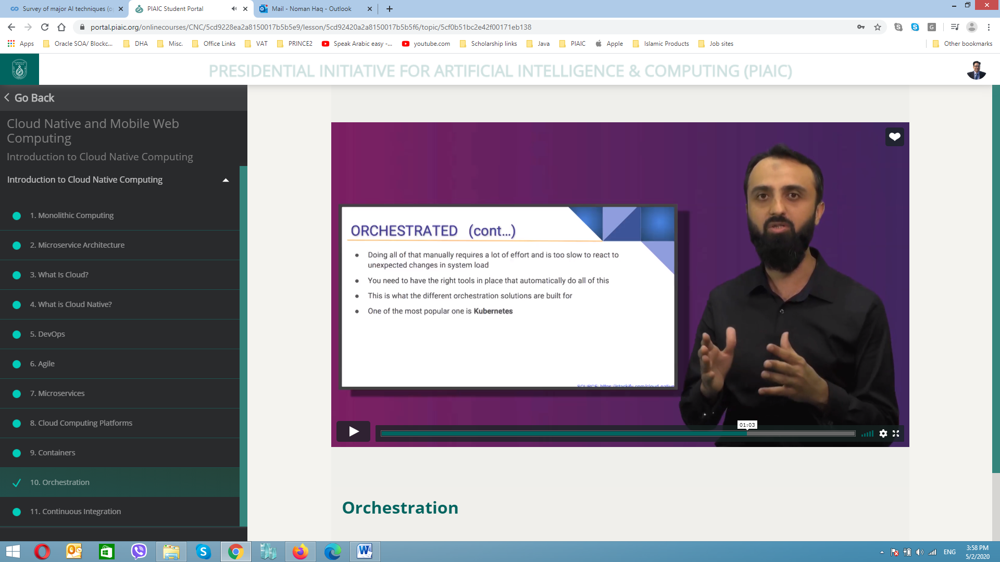 Survey of major AI techniques (o
PIAIC Student Portal
Mail - Noman Haq - Outlook
portal.piaic.org/onlinecourses/CNC/5cd9228ea2a8150017b5b5e9/lesson/5cd92420a2a8150017b5b5f6/topic/5cf0b51bc2e42f00171eb138
Apps
Oracle SOA/ Blockc...
DHA
Misc.
Office Links
VAT
PRINCE2
Speak Arabic easy -...
youtube.com
Scholarship links
Java
PIAIC
Apple
Islamic Products
Job sites
Other bookmarks
PRESIDENTIAL INITIATIVE FOR ARTIFICIAL INTELLIGENCE & COMPUTING (PIAIC)
Go Back
Cloud Native and Mobile Web
Computing
Introduction to Cloud Native Computing
Introduction to Cloud Native Computing
1. Monolithic Computing
2. Microservice Architecture
3. What Is Cloud?
4. What is Cloud Native?
5. DevOps
6. Agile
7. Microservices
8. Cloud Computing Platforms
9. Containers
10. Orchestration
11. Continuous Integration
ORCHESTRATED (cont...)
● Doing all of that manually requires a lot of effort and is too slow to react to
unexpected changes in system load
● You need to have the right tools in place that automatically do all of this
● This is what the different orchestration solutions are built for
● One of the most popular one is Kubernetes
SOURCE: https://stackify.com/cloud-native
01:03
Orchestration
ENG
3:58 PM
5/2/2020